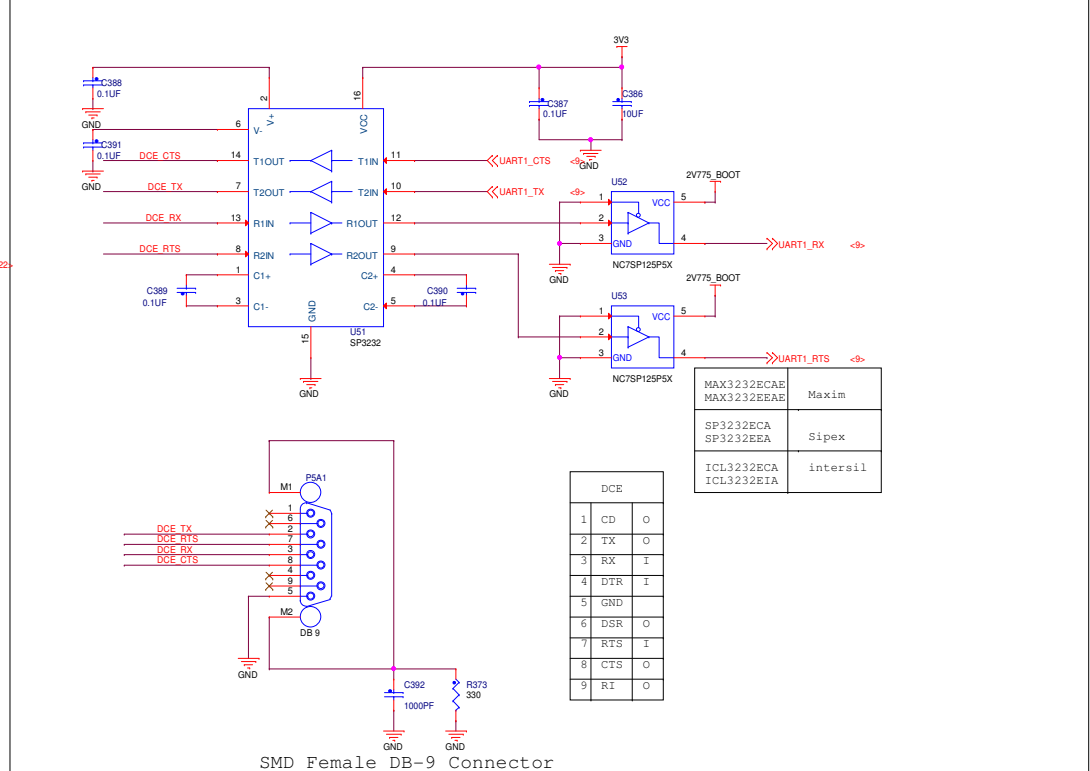 3V3
C388
0.1UF
GND
2
V+
16
VCC
C387
0.1UF
C386
10UF
GND
6
V-
C391
0.1UF
GND
DCE_CTS
14
T1OUT
T1IN
11
UART1_CTS
<9>
DCE_TX
7
T2OUT
T2IN
10
UART1_TX
<9>
DCE_RX
13
R1IN
R1OUT
12
DCE_RTS
8
R2IN
R2OUT
9
1
C1+
C2+
4
C389
0.1UF
3
C1-
C2-
5
C390
0.1UF
GND
15
U51
SP3232
GND
U52
2V775_BOOT
1
VCC
5
2
3
GND
4
UART1_RX
<9>
GND
NC7SP125P5X
U53
2V775_BOOT
1
VCC
5
2
3
GND
4
UART1_RTS
<9>
GND
NC7SP125P5X
22>
MAX3232ECAE
MAX3232EEAE
Maxim
SP3232ECA
SP3232EEA
Sipex
ICL3232ECA
ICL3232EIA
intersil
P5A1
M1
1
6
DCE_TX
2
DCE_RTS
7
DCE_RX
3
DCE_CTS
8
4
9
5
M2
DB 9
GND
C392
1000PF
GND
R373
330
GND
DCE
1 CD O
2 TX O
3 RX I
4 DTR I
5 GND
6 DSR O
7 RTS I
8 CTS O
9 RI O
SMD Female DB-9 Connector